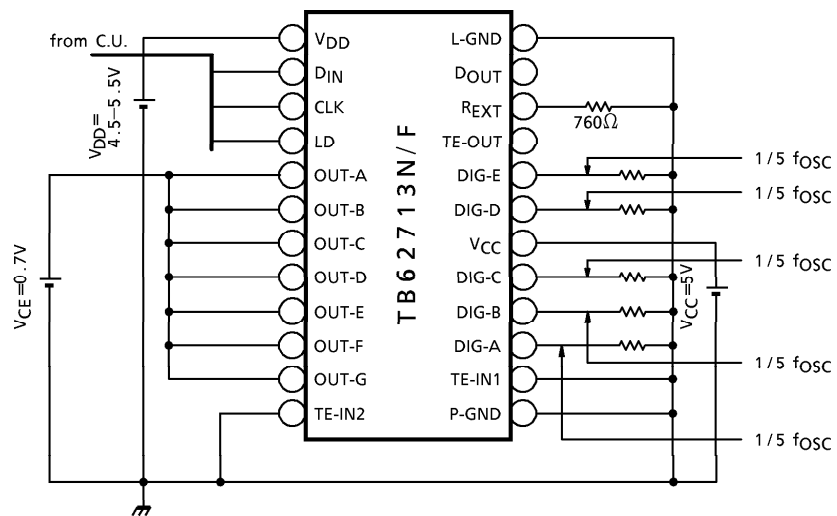 from C.U.
VDD=
4.5–5.5V
VCE=0.7V
VDD
DIN
CLK
LD
OUT-A
OUT-B
OUT-C
OUT-D
OUT-E
OUT-F
OUT-G
TE-IN2
TB62713N/F
L-GND
DOUT
REXT
TE-OUT
DIG-E
DIG-D
VCC
DIG-C
DIG-B
DIG-A
TE-IN1
P-GND
760Ω
VCC=5V
1/5 fOSC
1/5 fOSC
1/5 fOSC
1/5 fOSC
1/5 fOSC